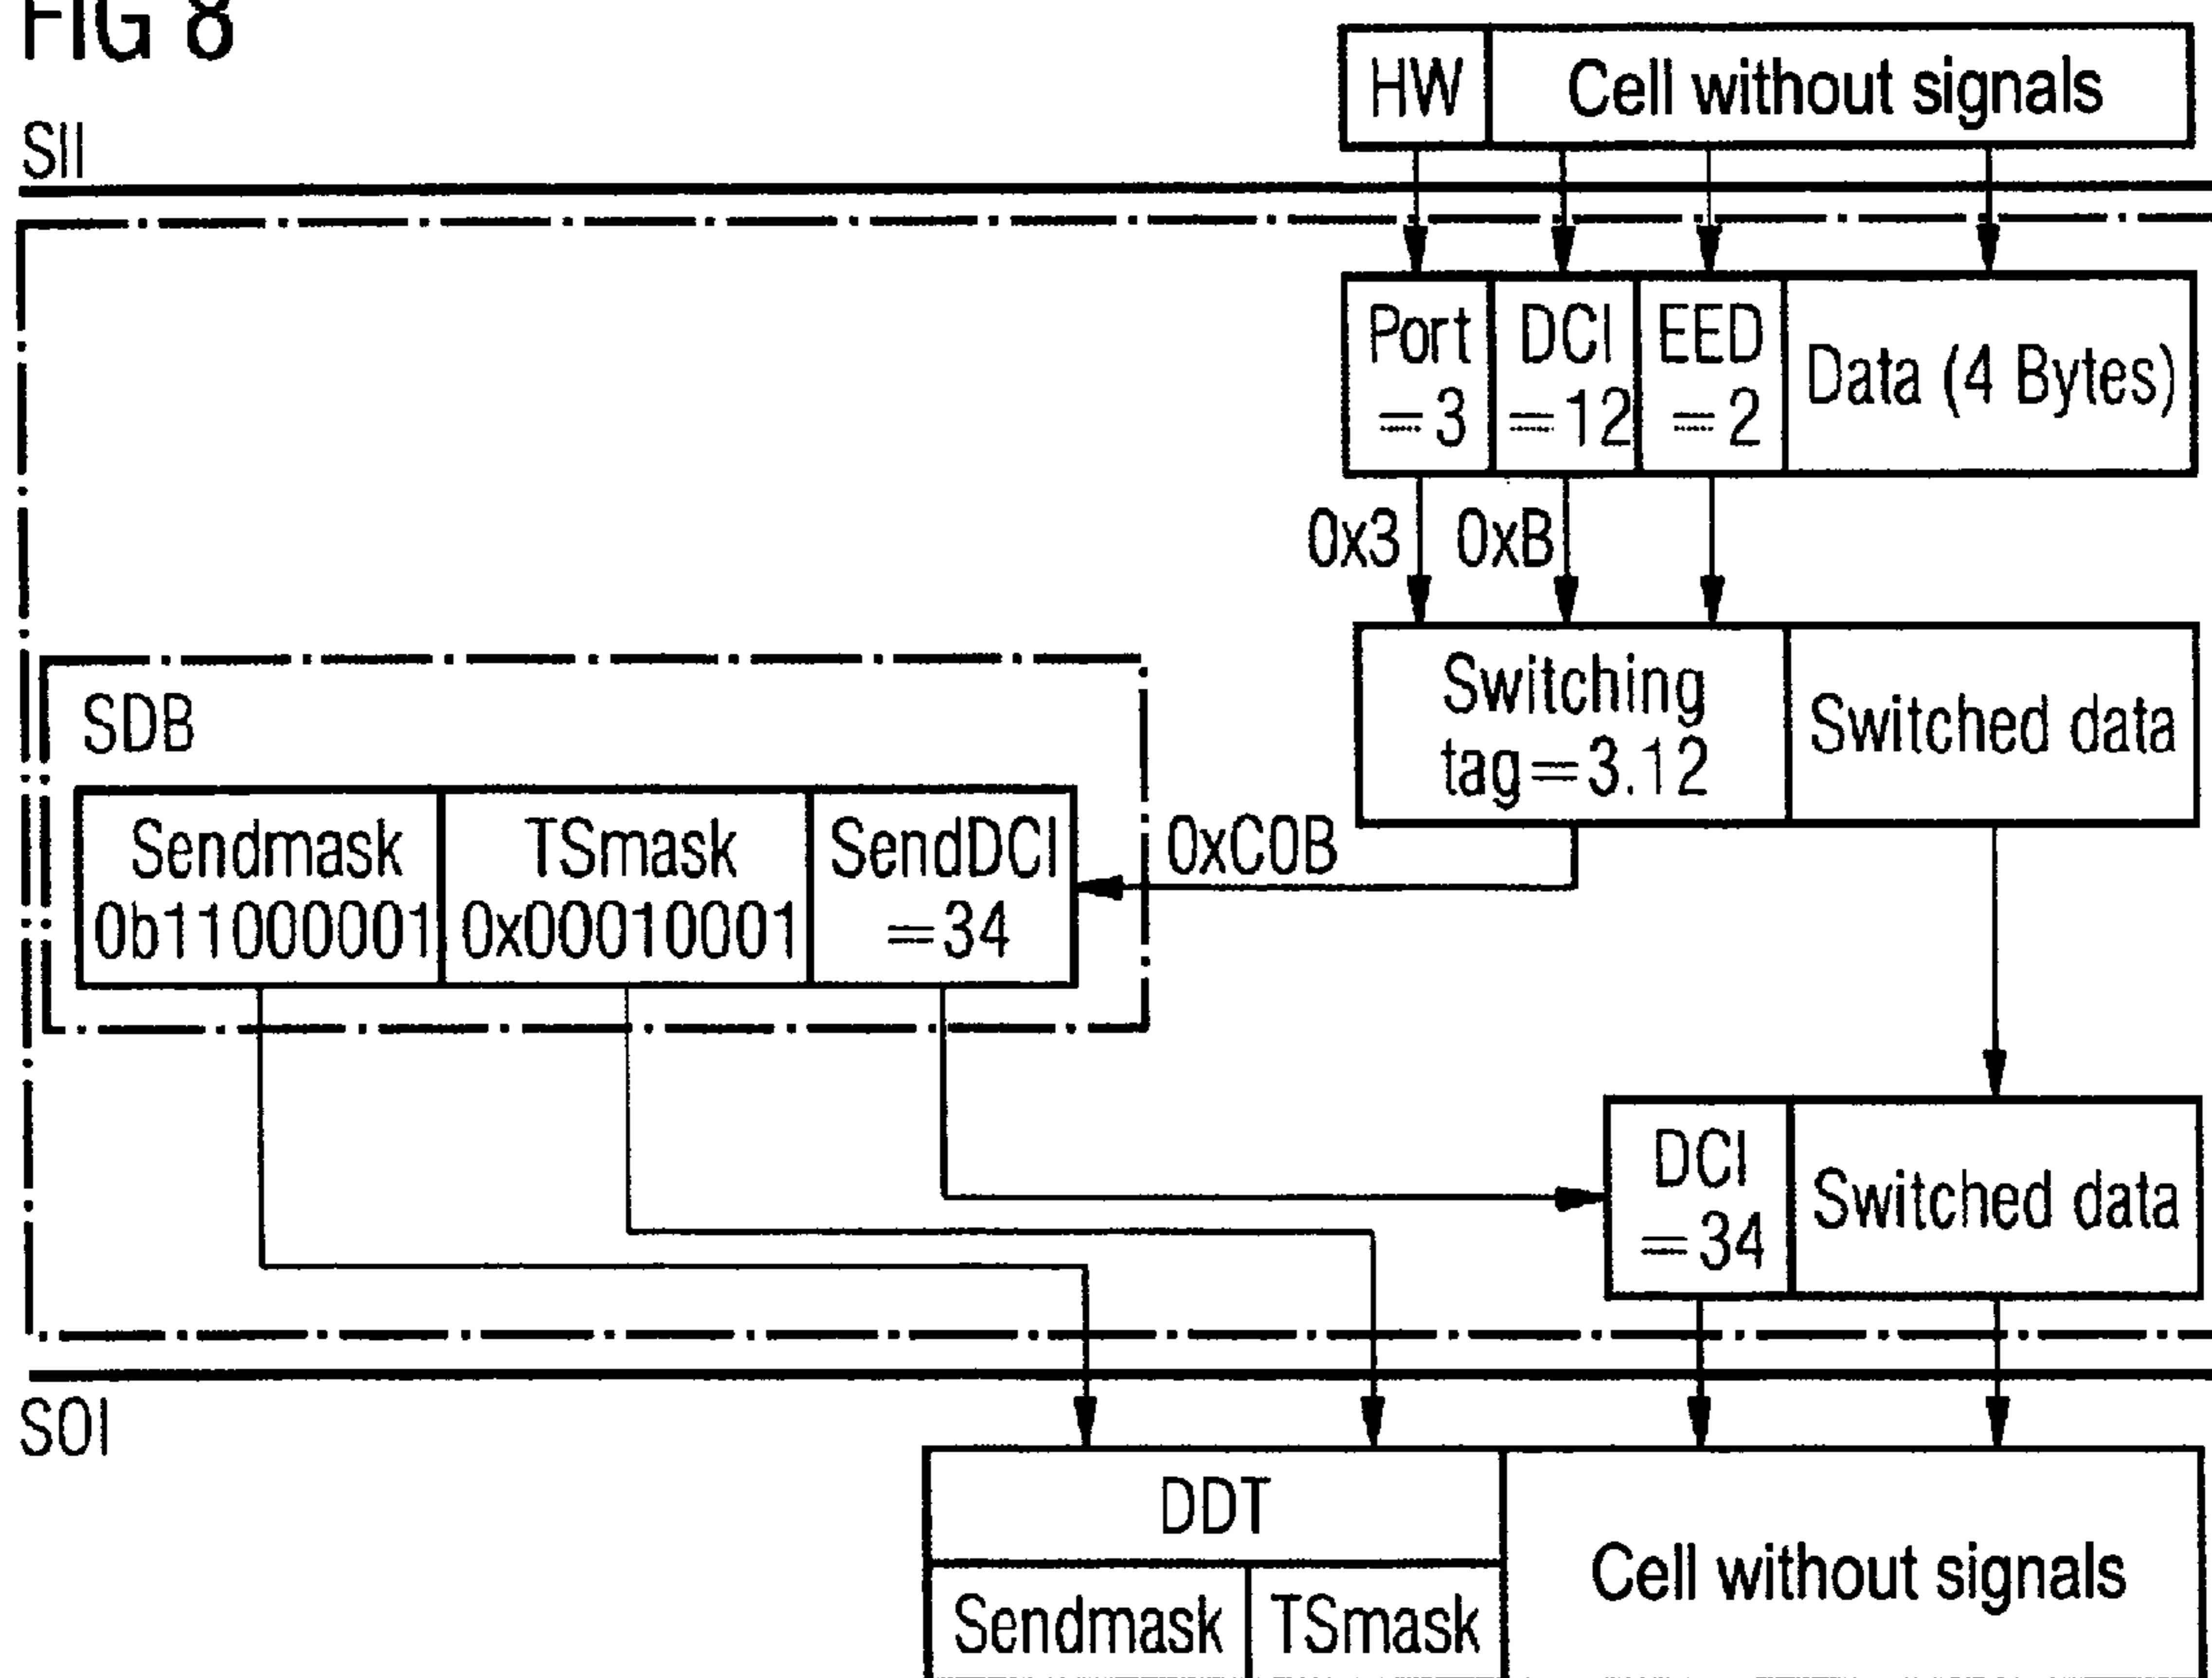 FIG 8
HW Cell without signals
SII
Port =3 DCI =12 EED =2 Data (4 Bytes)
0x3 0xB
Switching tag=3.12 Switched data
SDB
Sendmask 0b11000001 TSmask 0x00010001 SendDCI =34
0xC0B
DCI =34 Switched data
SOI
DDT
Cell without signals
Sendmask TSmask